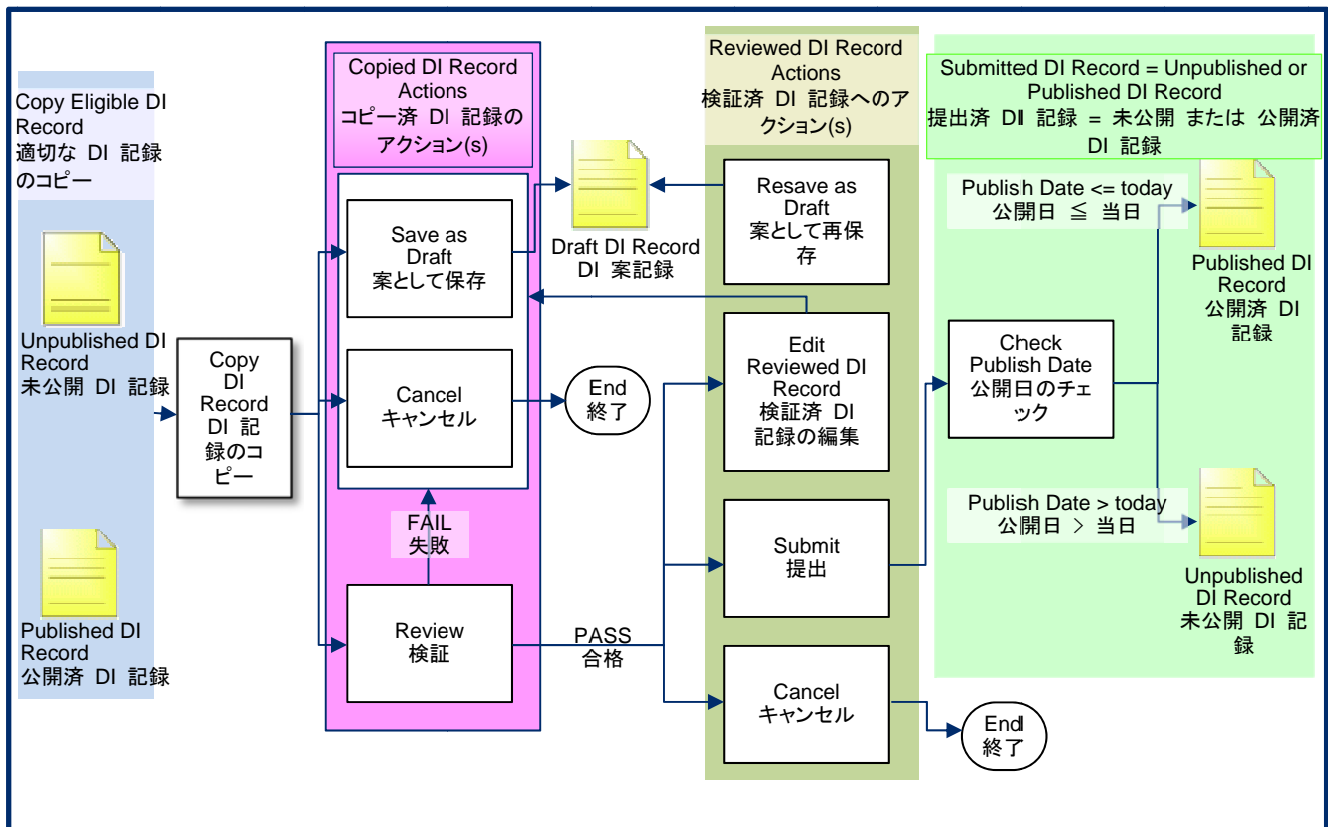 Copy Eligible DI
Record
適切な DI 記録
のコピー
Unpublished DI
Record
未公開 DI 記録
Published DI
Record
公開済 DI 記録
Copy
DI
Record
DI 記
録のコ
ピー
Copied DI Record
Actions
コピー済 DI 記録の
アクション(s)
Save as
Draft
案として保存
Cancel
キャンセル
FAIL
失敗
Review
検証
Draft DI Record
DI 案記録
End
終了
PASS
合格
Reviewed DI Record
Actions
検証済 DI 記録へのア
クション(s)
Resave as
Draft
案として再保
存
Edit
Reviewed DI
Record
検証済 DI
記録の編集
Submit
提出
Cancel
キャンセル
End
終了
Submitted DI Record = Unpublished or
Published DI Record
提出済 DI 記録 = 未公開 または 公開済
DI 記録
Publish Date <= today
公開日 ≦ 当日
Published DI
Record
公開済 DI
記録
Check
Publish Date
公開日のチェ
ック
Publish Date > today
公開日 > 当日
Unpublished
DI Record
未公開 DI 記
録